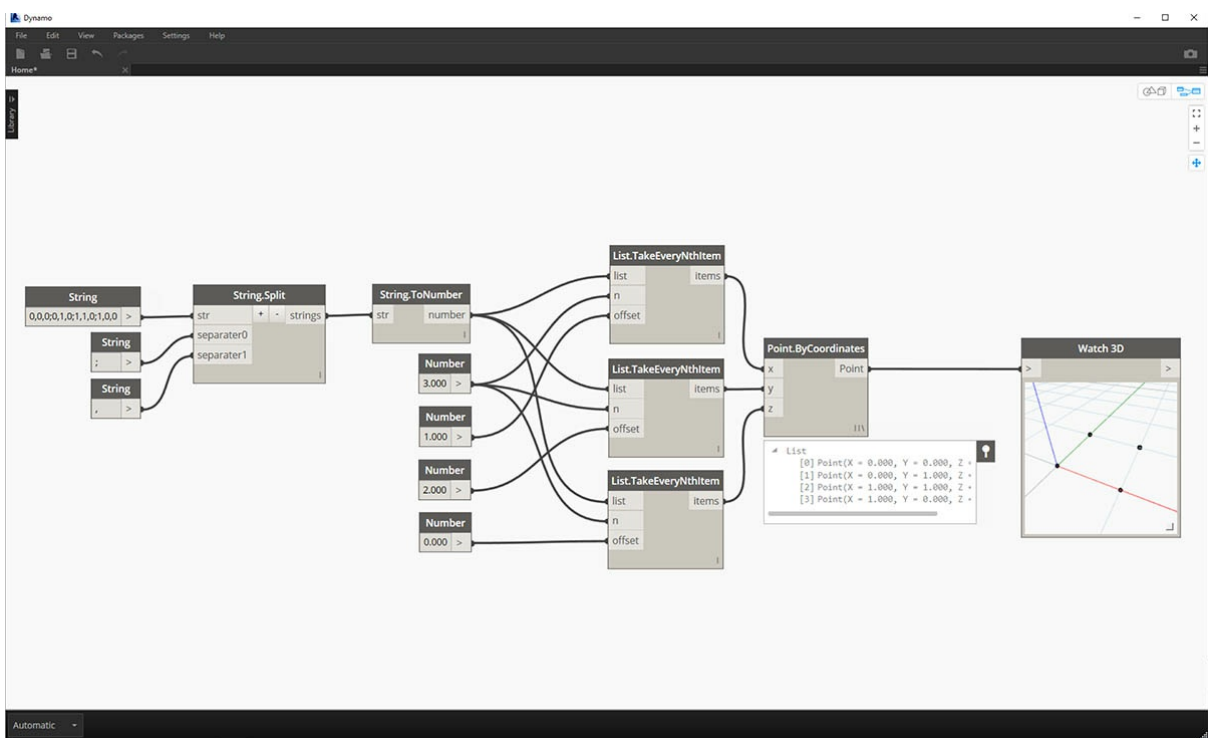 Dynamo
File Edit View Packages Settings Help
Home*
Library
String
0,0,0;0,1,0;1,1,0;1,0,0 >
String
; >
String
, >
String.Split
str + - strings
separater0
separater1
String.ToNumber
str number
Number
3.000 >
Number
1.000 >
Number
2.000 >
Number
0.000 >
List.TakeEveryNthItem
list items
n
offset
List.TakeEveryNthItem
list items
n
offset
List.TakeEveryNthItem
list items
n
offset
Point.ByCoordinates
x Point
y
z
List
[0] Point(X = 0.000, Y = 0.000, Z
[1] Point(X = 0.000, Y = 1.000, Z
[2] Point(X = 1.000, Y = 1.000, Z
[3] Point(X = 1.000, Y = 0.000, Z
Watch 3D
> >
Automatic